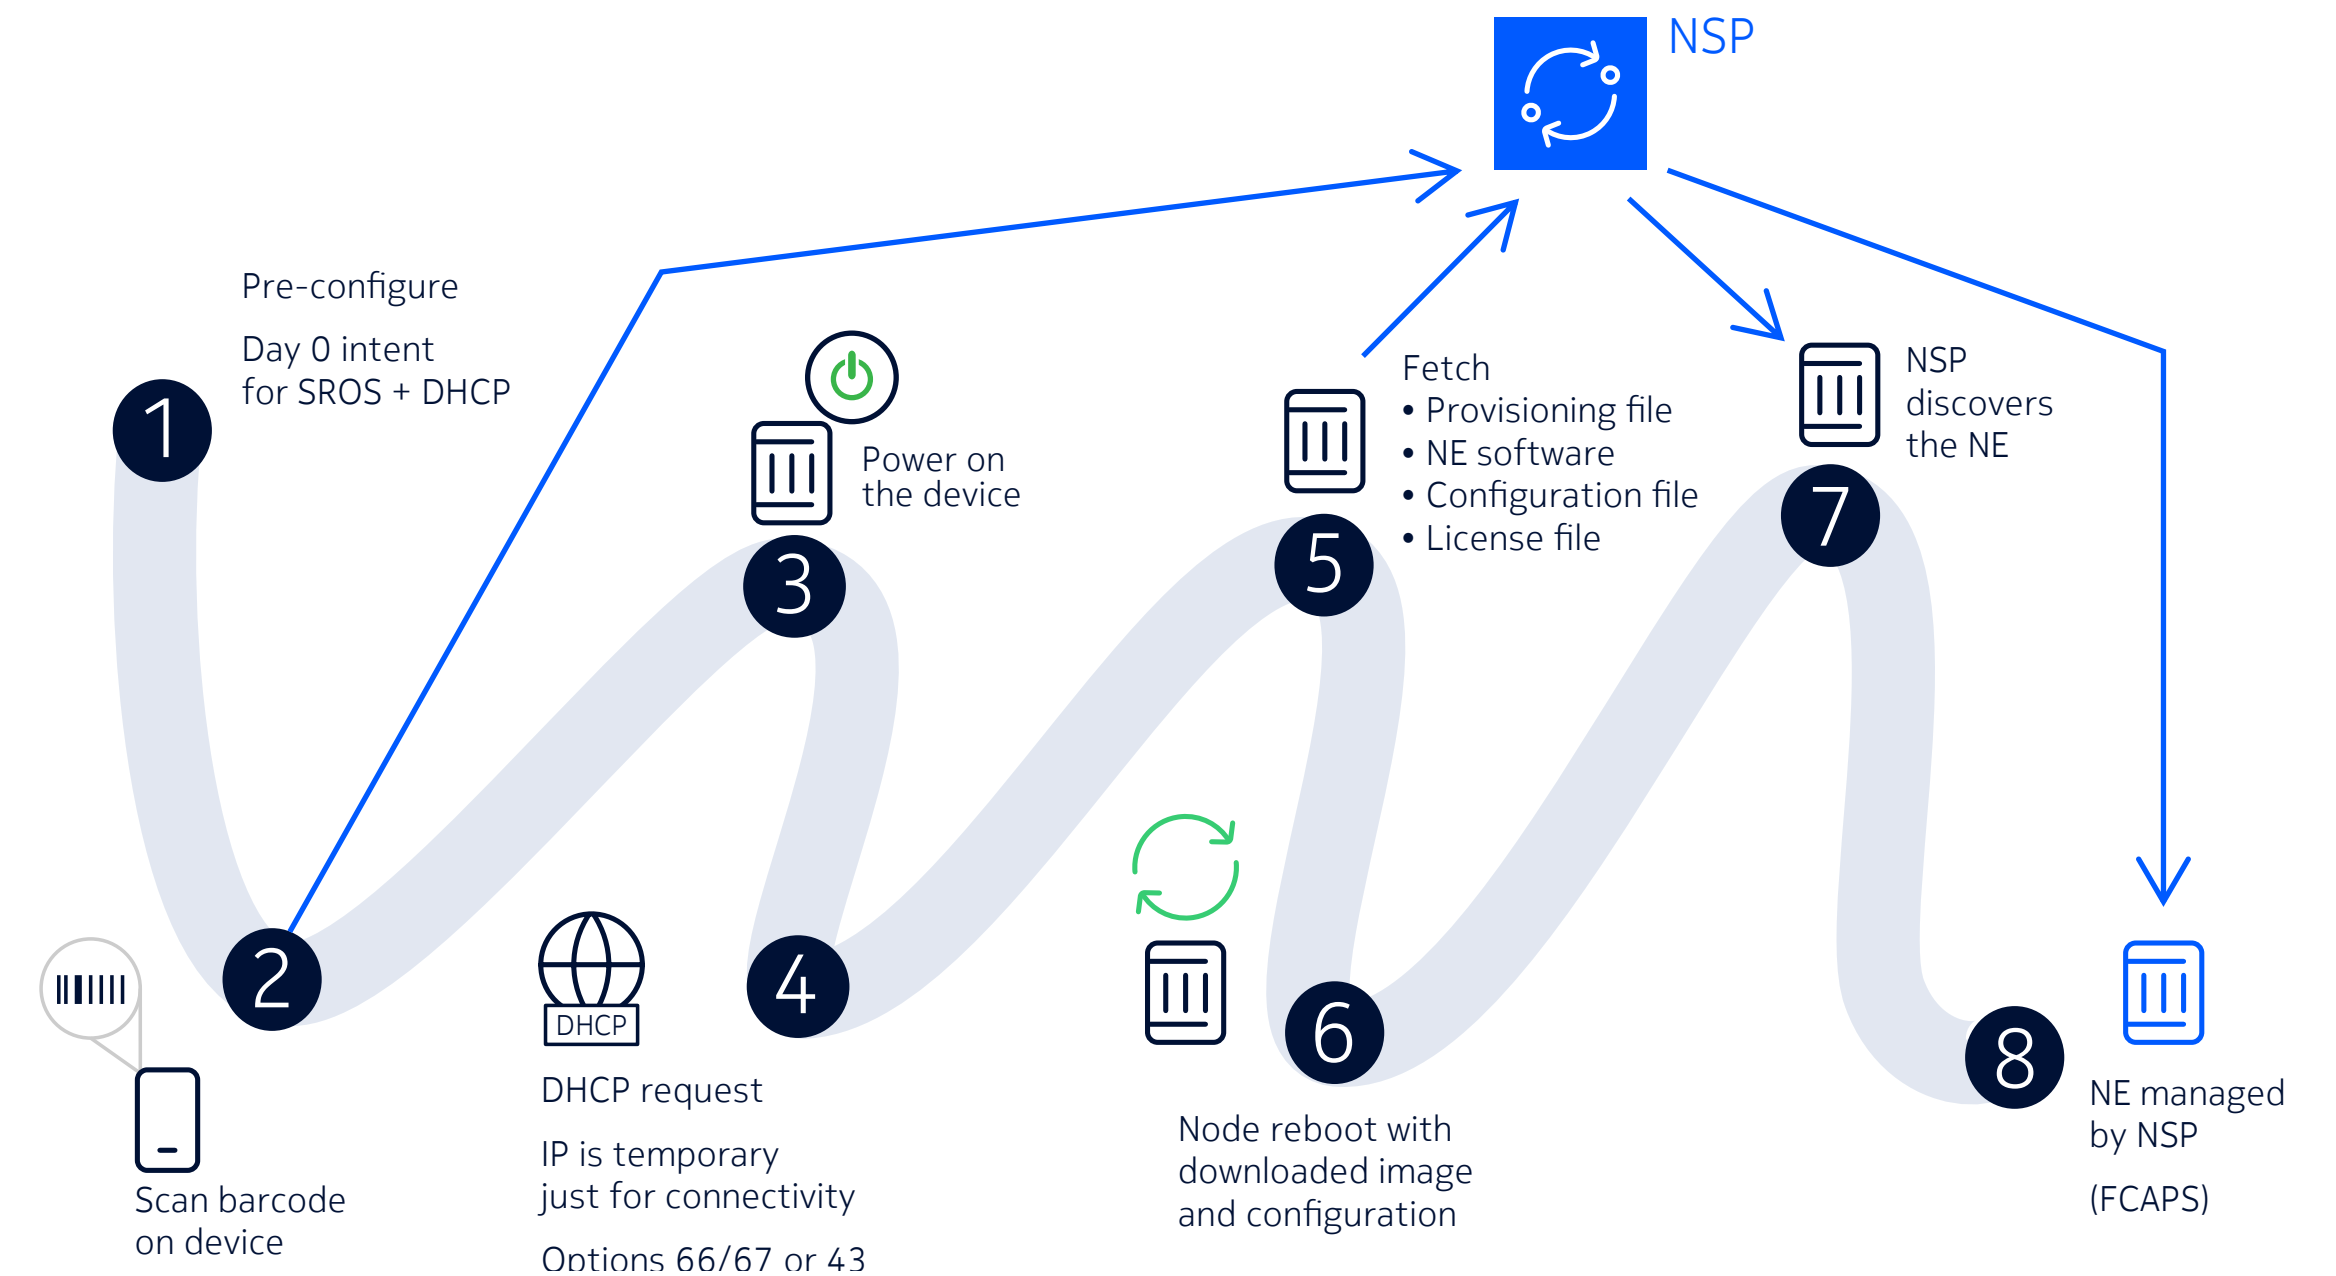 NSP
1
Pre-configure
Day 0 intent
for SROS + DHCP
2
Scan barcode
on device
3
Power on
the device
4
DHCP
DHCP request
IP is temporary
just for connectivity
Options 66/67 or 43
5
Fetch
• Provisioning file
• NE software
• Configuration file
• License file
6
Node reboot with
downloaded image
and configuration
7
NSP
discovers
the NE
8
NE managed
by NSP
(FCAPS)